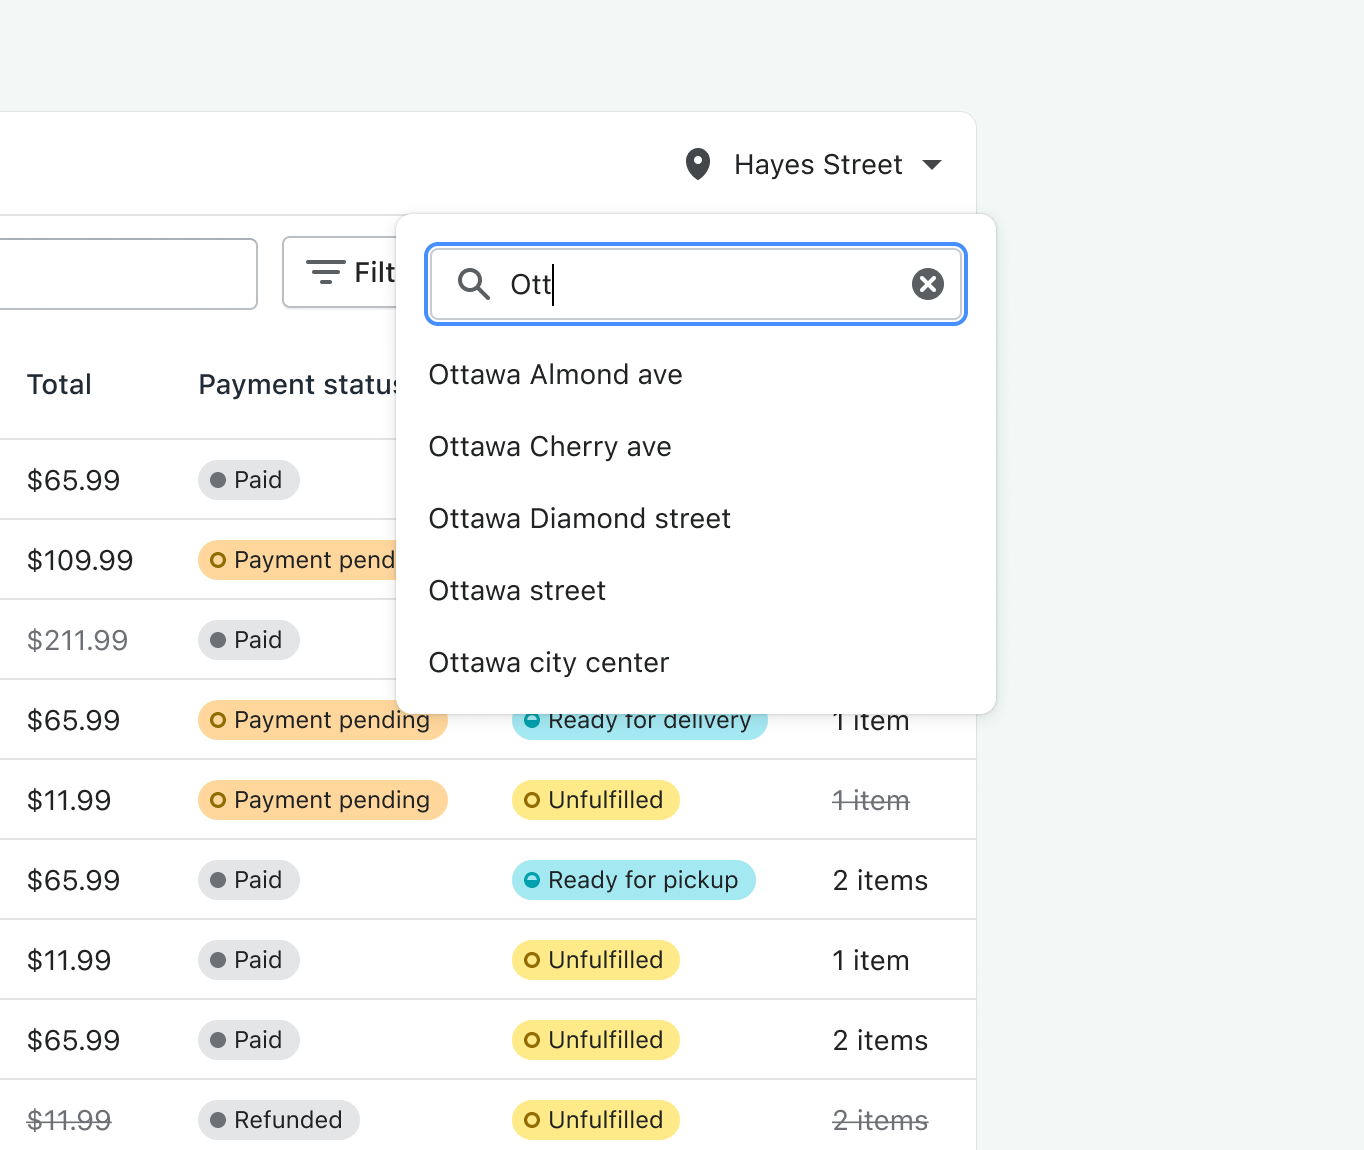 Hayes Street
Filt
Ott
Ottawa Almond ave
Ottawa Cherry ave
Ottawa Diamond street
Ottawa street
Ottawa city center
Total Payment status
$65.99 Paid
$109.99 Payment pend
$211.99 Paid
$65.99 Payment pending Ready for delivery 1 item
$11.99 Payment pending Unfulfilled 1 item
$65.99 Paid Ready for pickup 2 items
$11.99 Paid Unfulfilled 1 item
$65.99 Paid Unfulfilled 2 items
$11.99 Refunded Unfulfilled 2 items